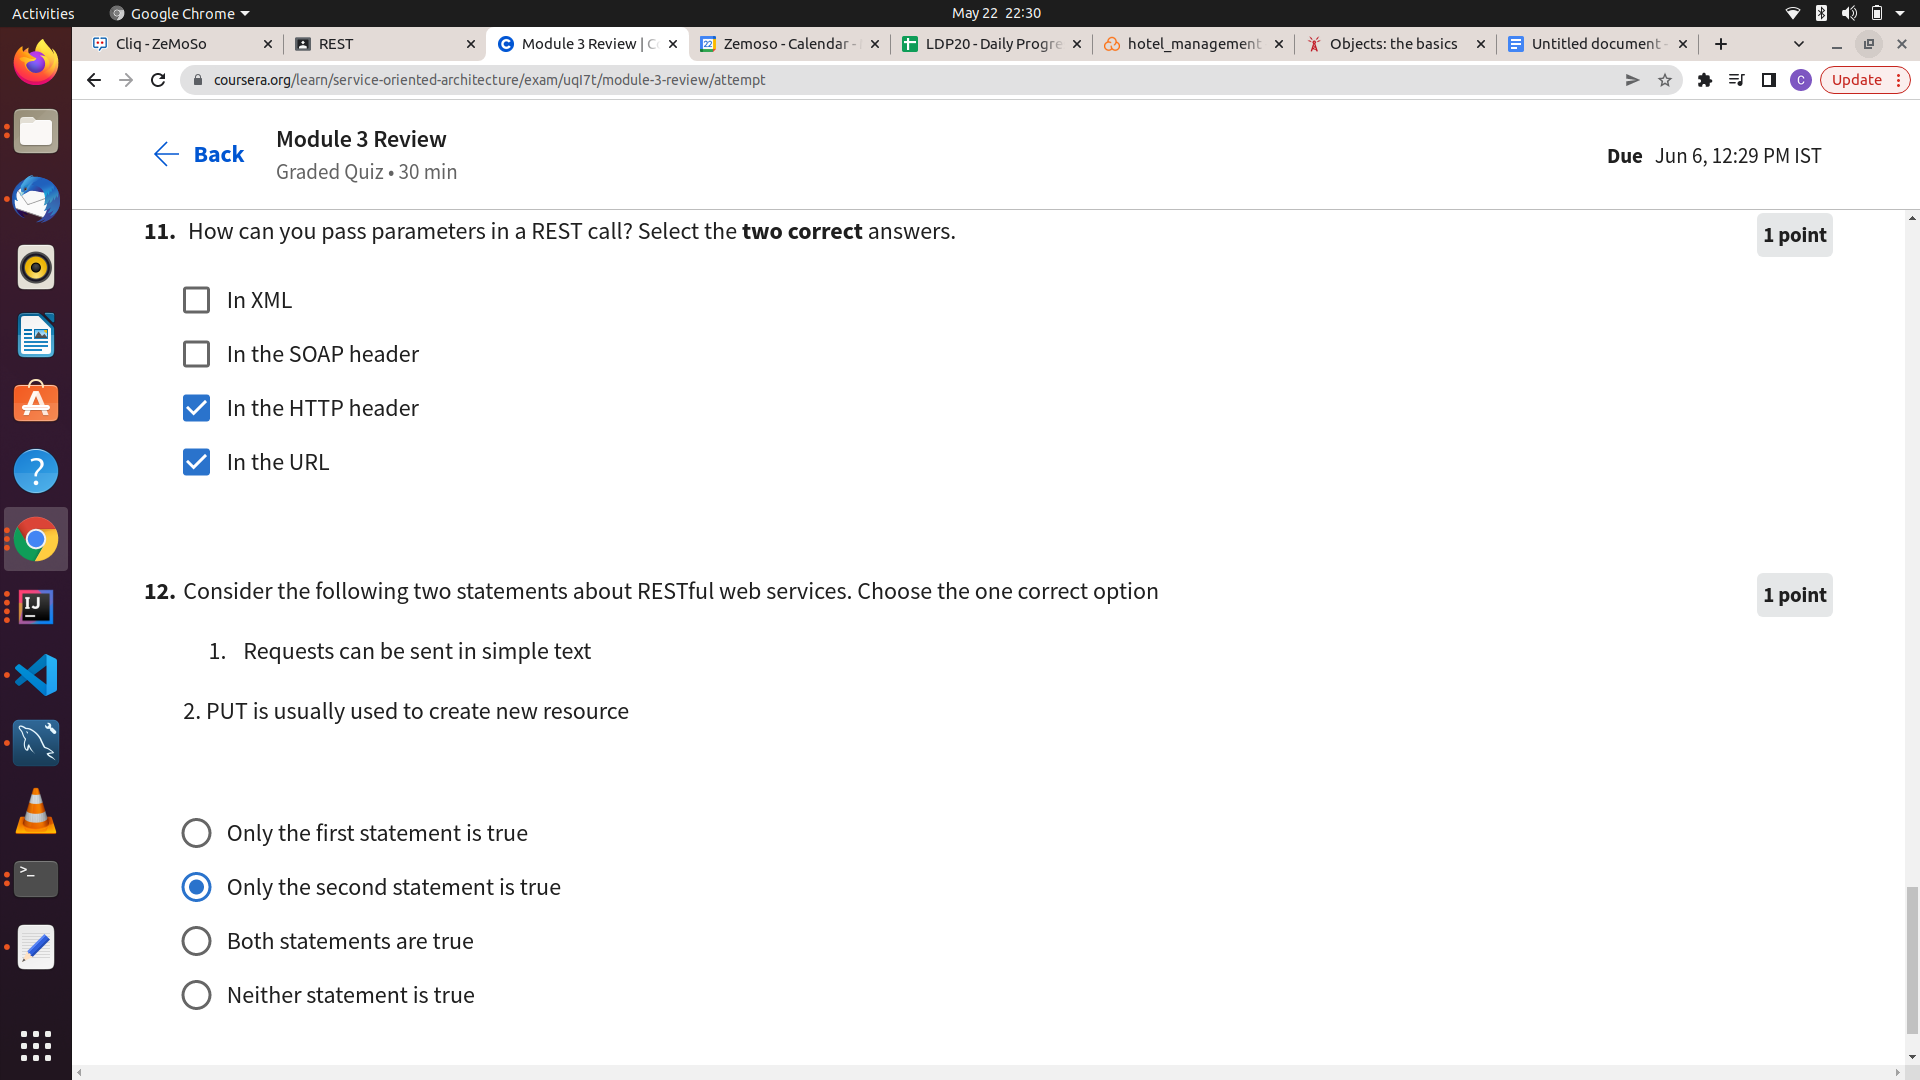 Activities
Google Chrome
May 22 22:30
Cliq - ZeMoSo
REST
Module 3 Review | C
Zemoso - Calendar -
LDP20 - Daily Progre
hotel_management
Objects: the basics
Untitled document -
coursera.org/learn/service-oriented-architecture/exam/uqI7t/module-3-review/attempt
C
Update
Back
Module 3 Review
Graded Quiz • 30 min
Due Jun 6, 12:29 PM IST
11. How can you pass parameters in a REST call? Select the two correct answers.
1 point
In XML
In the SOAP header
In the HTTP header
In the URL
12. Consider the following two statements about RESTful web services. Choose the one correct option
1 point
1. Requests can be sent in simple text
2. PUT is usually used to create new resource
Only the first statement is true
Only the second statement is true
Both statements are true
Neither statement is true